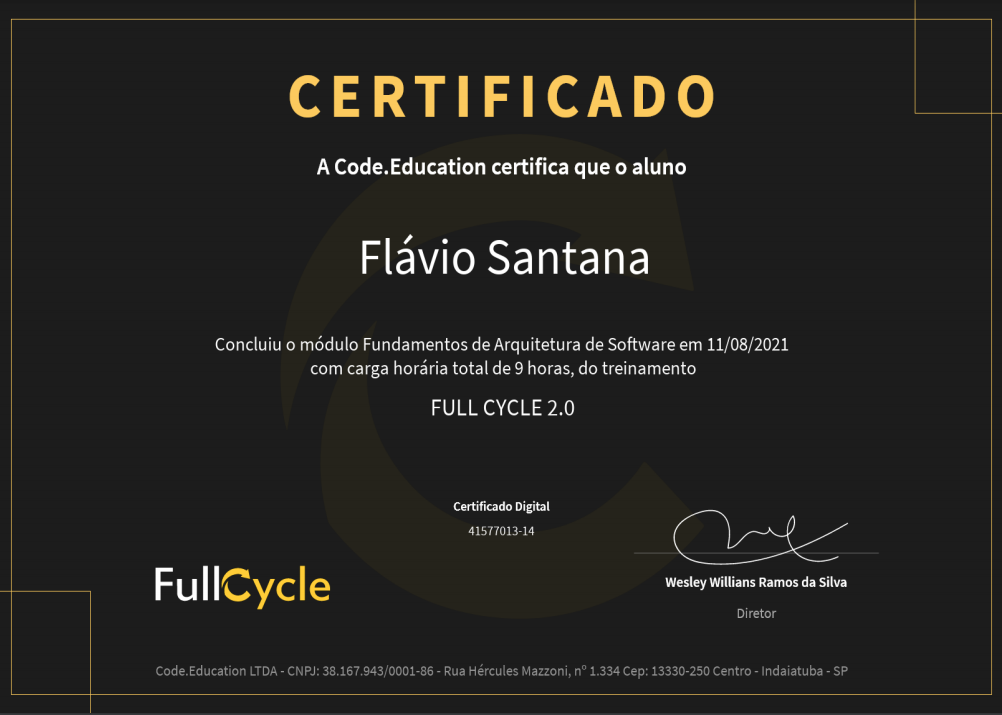 CERTIFICADO
A Code.Education certifica que o aluno
Flávio Santana
Concluiu o módulo Fundamentos de Arquitetura de Software em 11/08/2021
com carga horária total de 9 horas, do treinamento
FULL CYCLE 2.0
Certificado Digital
41577013-14
FullCycle
Wesley Willians Ramos da Silva
Diretor
Code.Education LTDA - CNPJ: 38.167.943/0001-86 - Rua Hércules Mazzoni, nº 1.334 Cep: 13330-250 Centro - Indaiatuba - SP